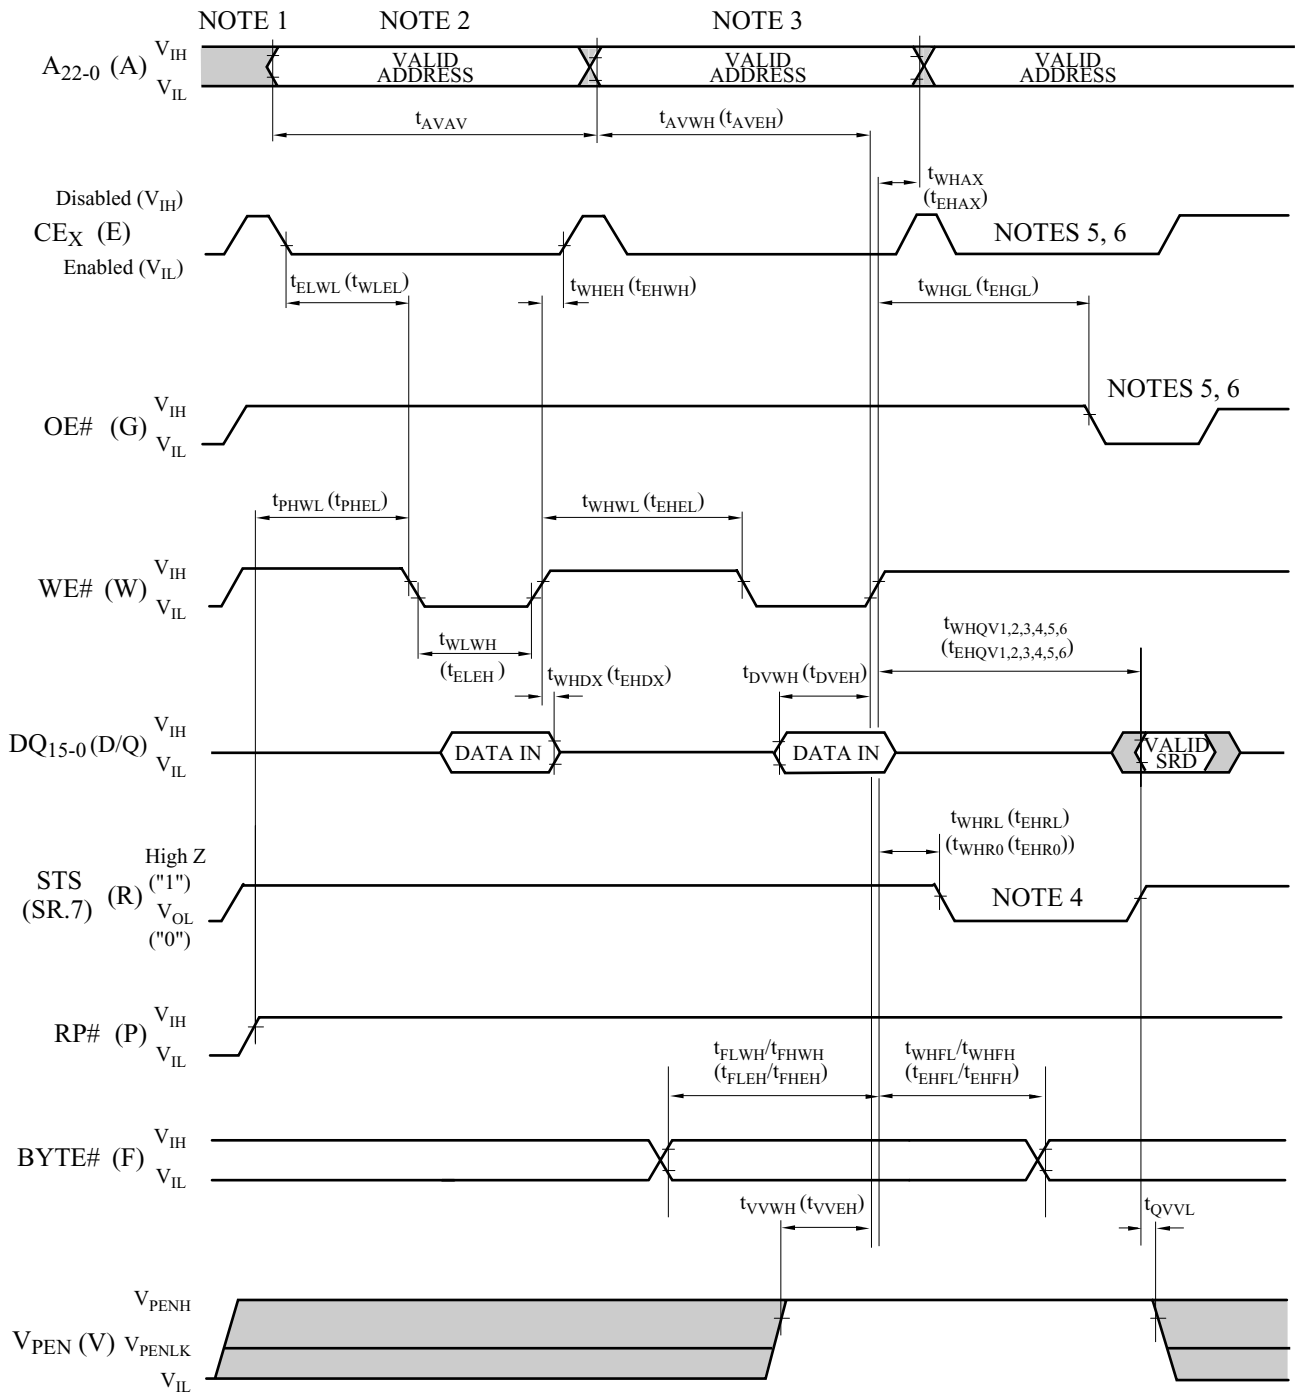 NOTE 1 NOTE 2 NOTE 3
A22-0 (A) VIH VIL
VALID ADDRESS VALID ADDRESS VALID ADDRESS
tAVAV tAVWH (tAVEH)
tWHAX
(tEHAX)
Disabled (VIH)
CEX (E) NOTES 5, 6
Enabled (VIL)
tELWL (tWLEL) tWHEH (tEHWH) tWHGL (tEHGL)
OE# (G) VIH VIL NOTES 5, 6
tPHWL (tPHEL) tWHWL (tEHEL)
WE# (W) VIH VIL
tWLWH
(tELEH)
tWHQV1,2,3,4,5,6
(tEHQV1,2,3,4,5,6)
tWHDX (tEHDX) tDVWH (tDVEH)
DQ15-0 (D/Q) VIH VIL
DATA IN DATA IN VALID SRD
tWHRL (tEHRL)
(tWHR0 (tEHR0))
High Z
("1")
STS (R)
(SR.7)
VOL
("0")
NOTE 4
RP# (P) VIH VIL
tFLWH/tFHWH
(tFLEH/tFHEH)
tWHFL/tWHFH
(tEHFL/tEHFH)
BYTE# (F) VIH VIL
tVVWH (tVVEH) tQVVL
VPENH
VPEN (V) VPENLK
VIL